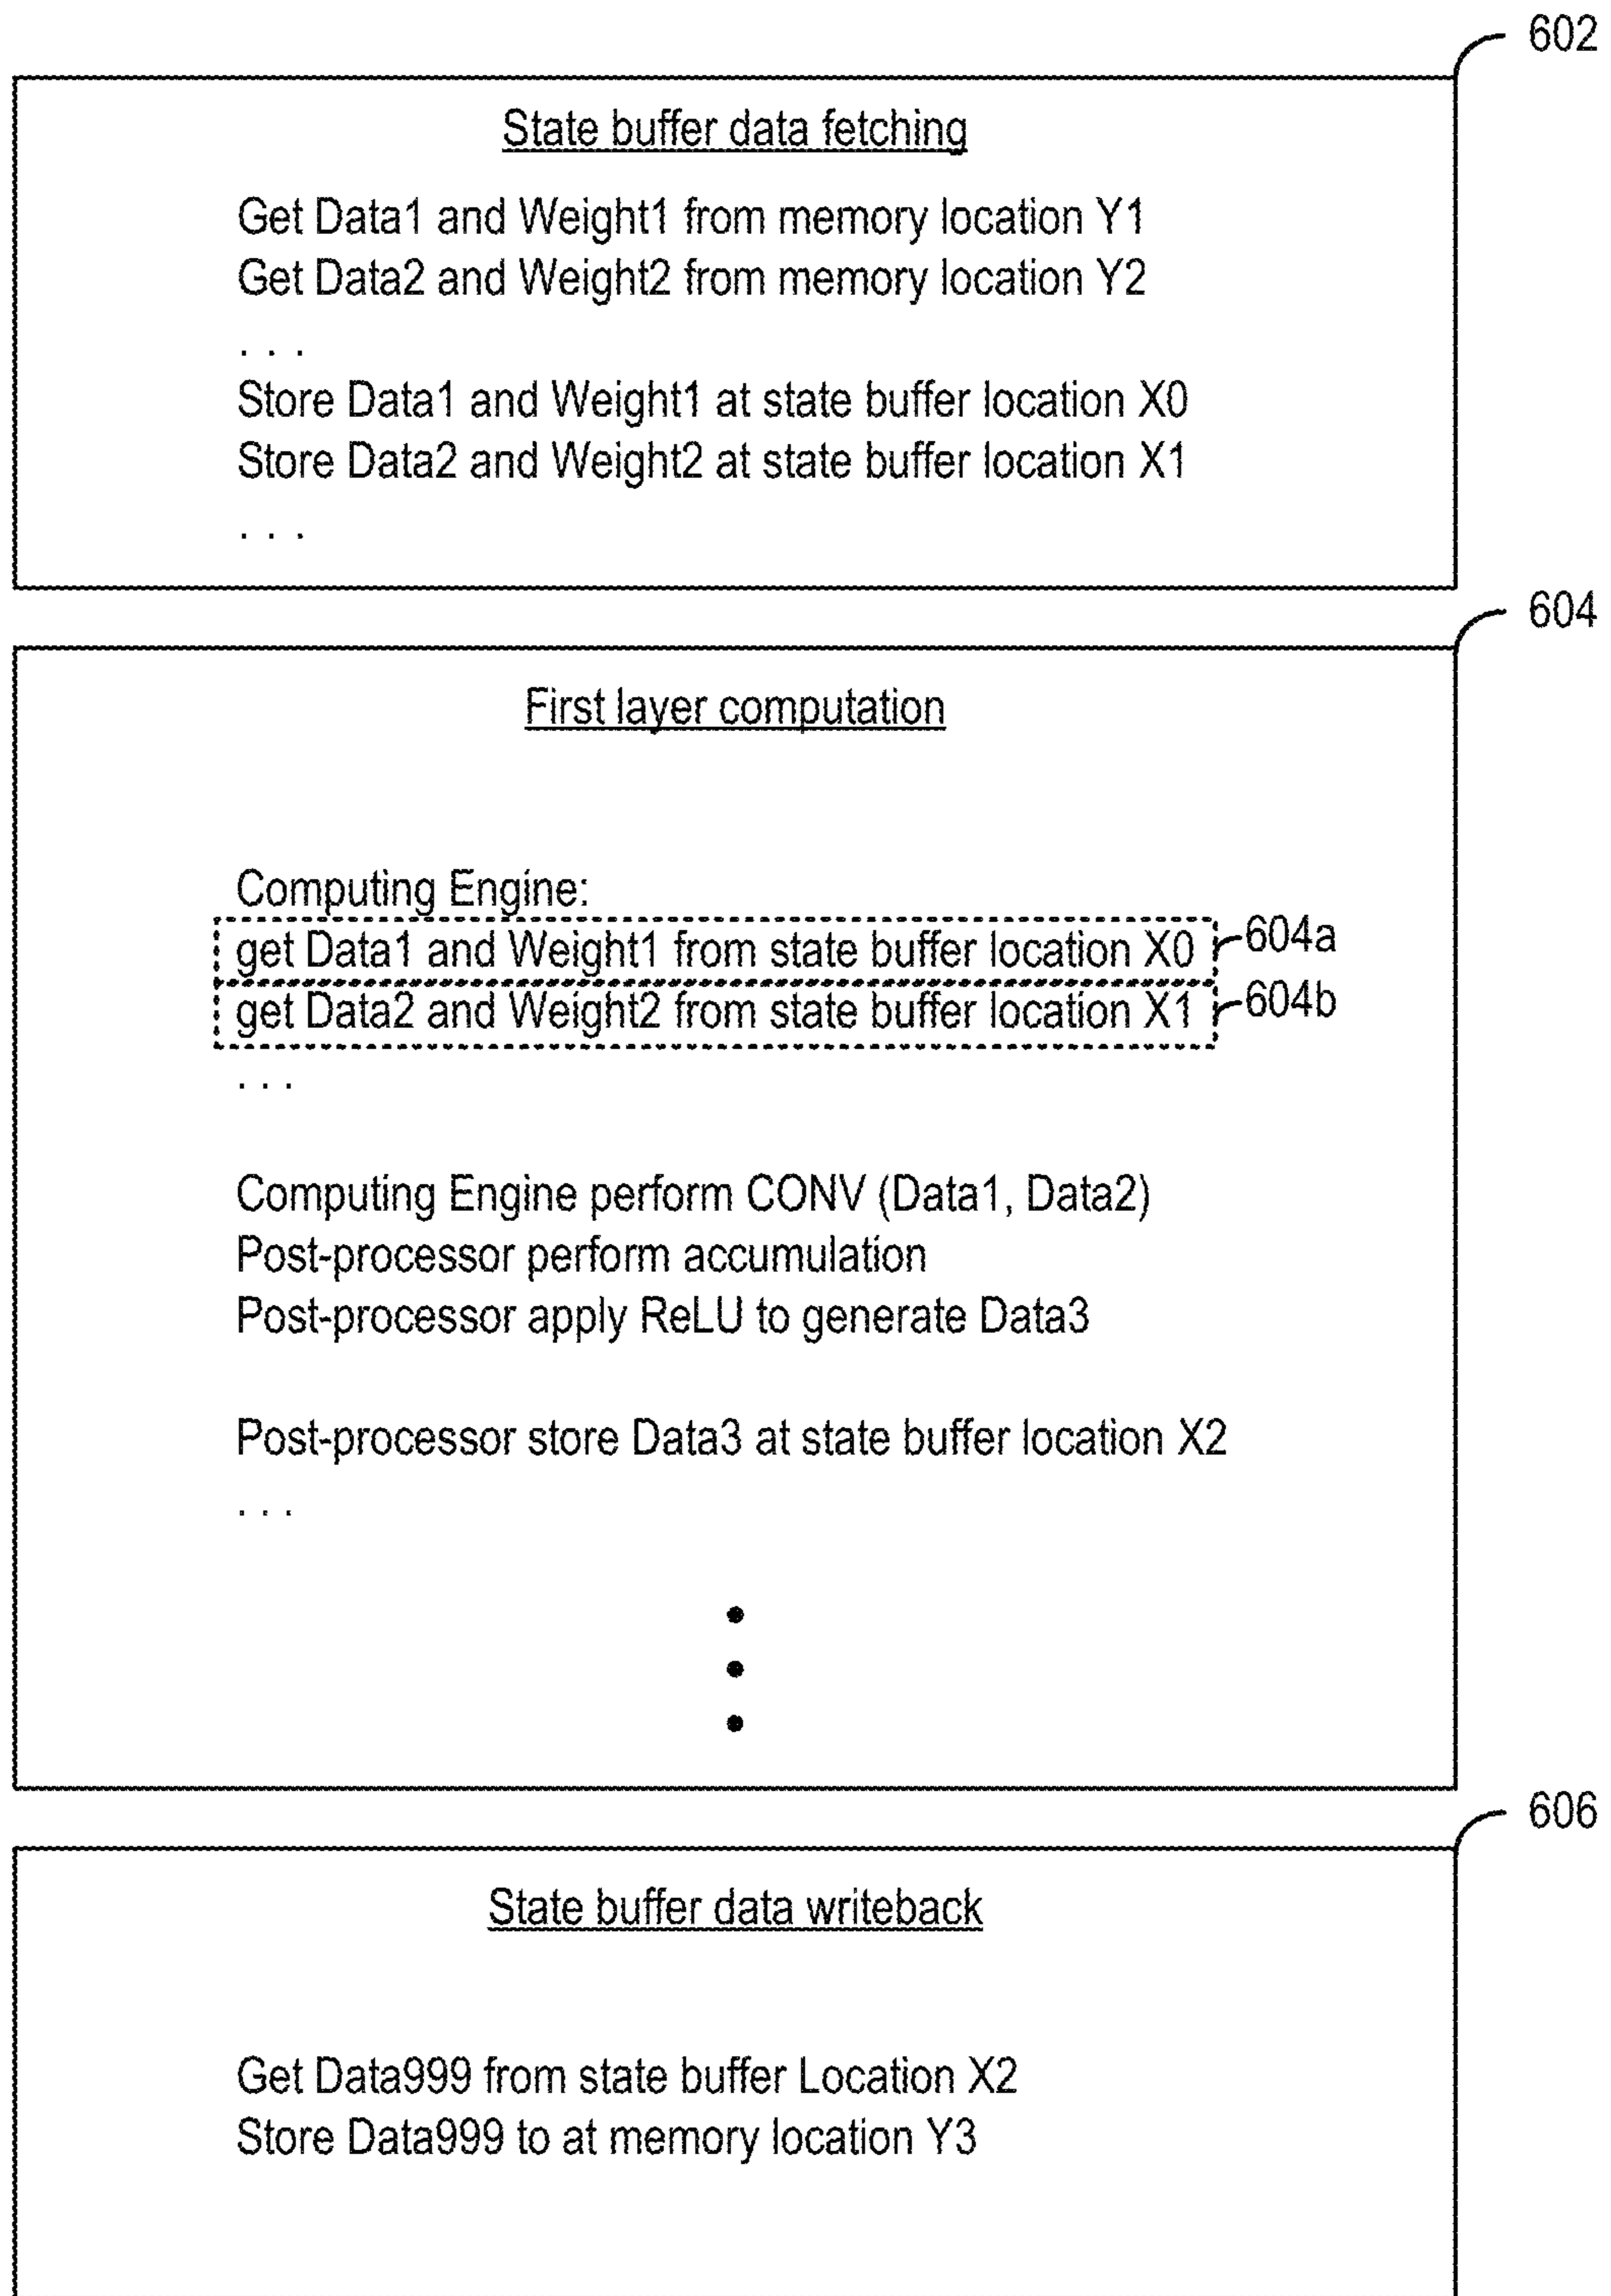 602
State buffer data fetching
Get Data1 and Weight1 from memory location Y1
Get Data2 and Weight2 from memory location Y2
. . .
Store Data1 and Weight1 at state buffer location X0
Store Data2 and Weight2 at state buffer location X1
. . .
604
First layer computation
Computing Engine:
get Data1 and Weight1 from state buffer location X0 604a
get Data2 and Weight2 from state buffer location X1 604b
. . .
Computing Engine perform CONV (Data1, Data2)
Post-processor perform accumulation
Post-processor apply ReLU to generate Data3
Post-processor store Data3 at state buffer location X2
. . .
606
State buffer data writeback
Get Data999 from state buffer Location X2
Store Data999 to at memory location Y3